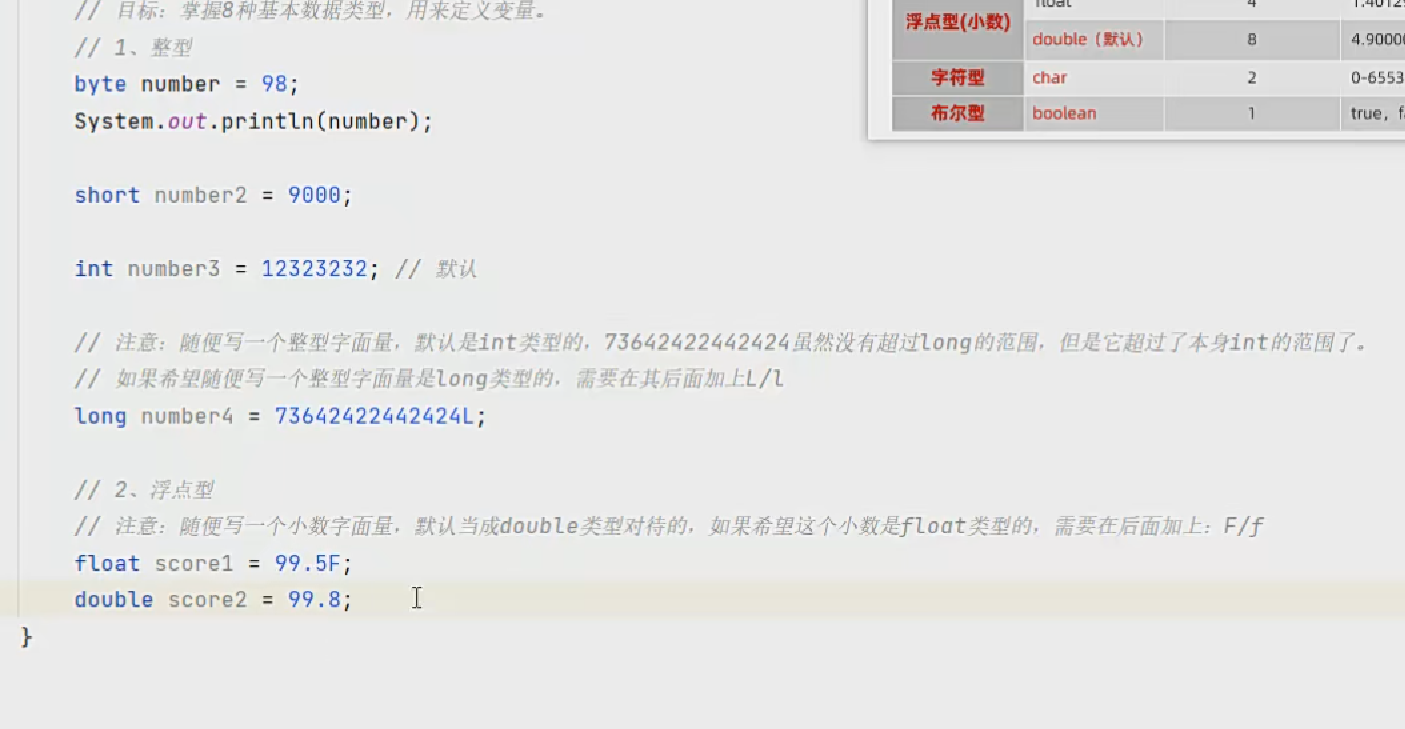 // 目标：掌握8种基本数据类型，用来定义变量。
// 1、整型
byte number = 98;
System.out.println(number);
short number2 = 9000;
int number3 = 12323232; // 默认
// 注意：随便写一个整型字面量，默认是int类型的，73642422442424虽然没有超过long的范围，但是它超过了本身int的范围了。
// 如果希望随便写一个整型字面量是long类型的，需要在其后面加上L/l
long number4 = 73642422442424L;
// 2、浮点型
// 注意：随便写一个小数字面量，默认当成double类型对待的，如果希望这个小数是float类型的，需要在后面加上：F/f
float score1 = 99.5F;
double score2 = 99.8;
}
浮点型(小数) float 4
double（默认） 8 4.90000
字符型 char 2 0-6553
布尔型 boolean 1 true,